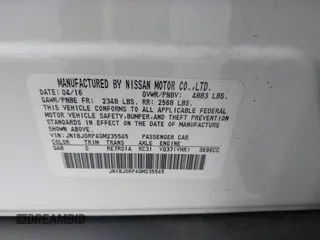 MANUFACTURED BY NISSAN MOTOR CO.,LTD.
DATE: 04/16 GVWR/PNBV: 4883 LBS.
GAWR/PNBE FR: 2348 LBS. RR: 2568 LBS.
THIS VEHICLE CONFORMS TO ALL APPLICABLE FEDERAL
MOTOR VEHICLE SAFETY, BUMPER, AND THEFT PREVENTION
STANDARDS IN EFFECT ON THE DATE OF MANUFACTURE
SHOWN ABOVE.
V.I.N.: JN1BJ0RP4GM235545 PASSENGER CAR
COLOR TRIM TRANS AXLE ENGINE
QAB G RE7R01A RC31 VQ37(VHR) 3696CC
JN1BJ0RP4GM235545
DREAMBID